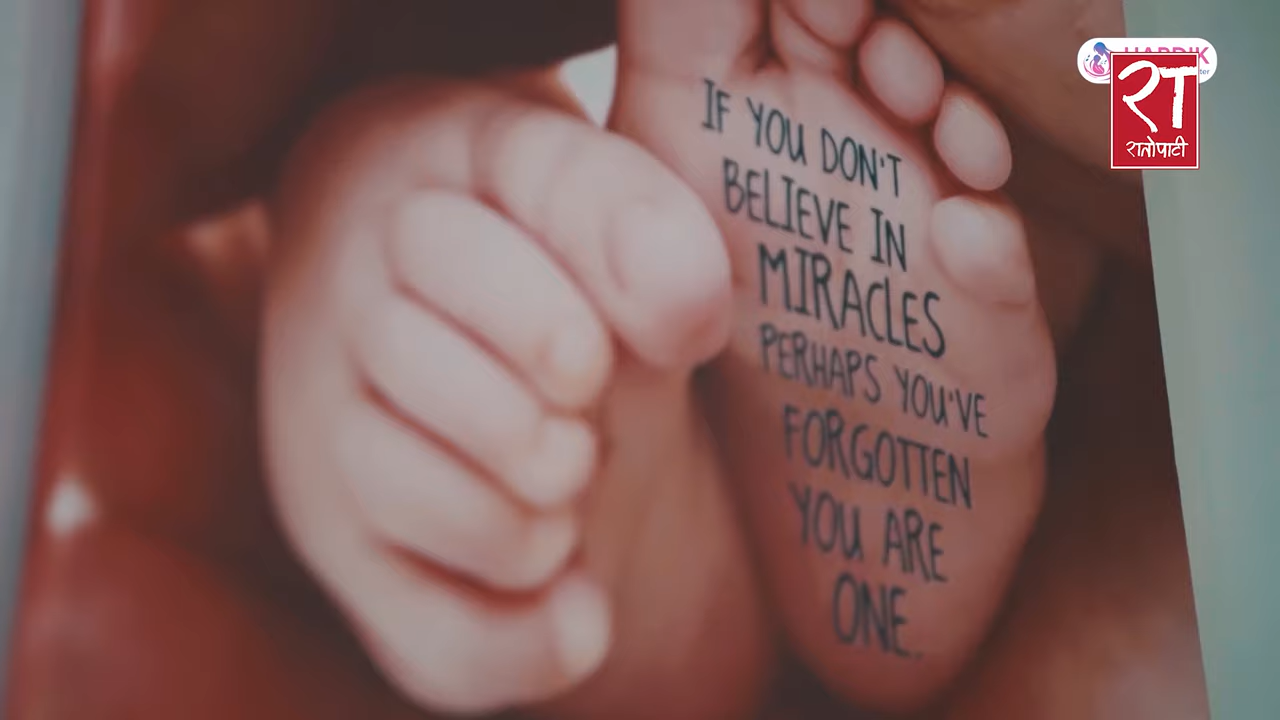 IF YOU DON'T
BELIEVE IN
MIRACLES
PERHAPS YOU'VE
FORGOTTEN
YOU ARE
ONE.
रातोपाटी